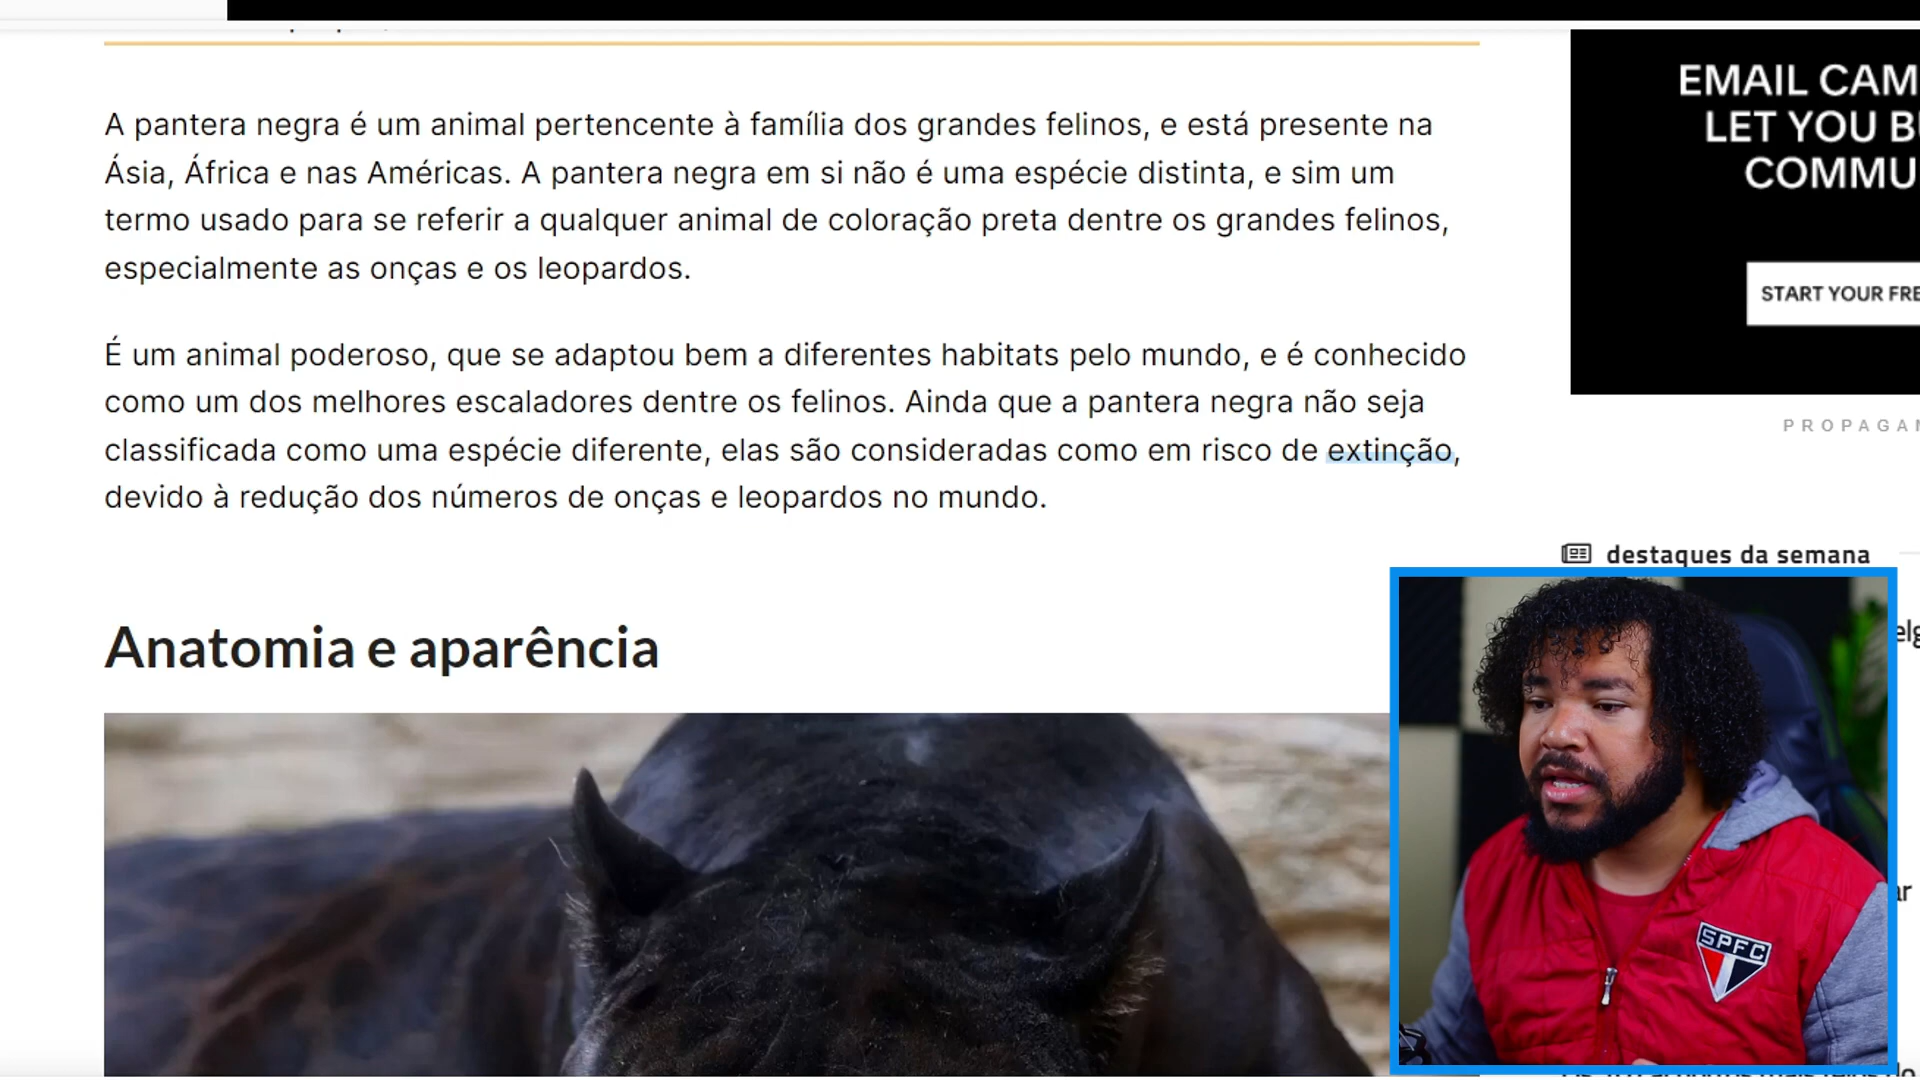 A pantera negra é um animal pertencente à família dos grandes felinos, e está presente na
Ásia, África e nas Américas. A pantera negra em si não é uma espécie distinta, e sim um
termo usado para se referir a qualquer animal de coloração preta dentre os grandes felinos,
especialmente as onças e os leopardos.
É um animal poderoso, que se adaptou bem a diferentes habitats pelo mundo, e é conhecido
como um dos melhores escaladores dentre os felinos. Ainda que a pantera negra não seja
classificada como uma espécie diferente, elas são consideradas como em risco de extinção,
devido à redução dos números de onças e leopardos no mundo.
Anatomia e aparência
EMAIL CAM
LET YOU B
COMMU
START YOUR FRE
PROPAGAN
destaques da semana
elg
ar
SPFC